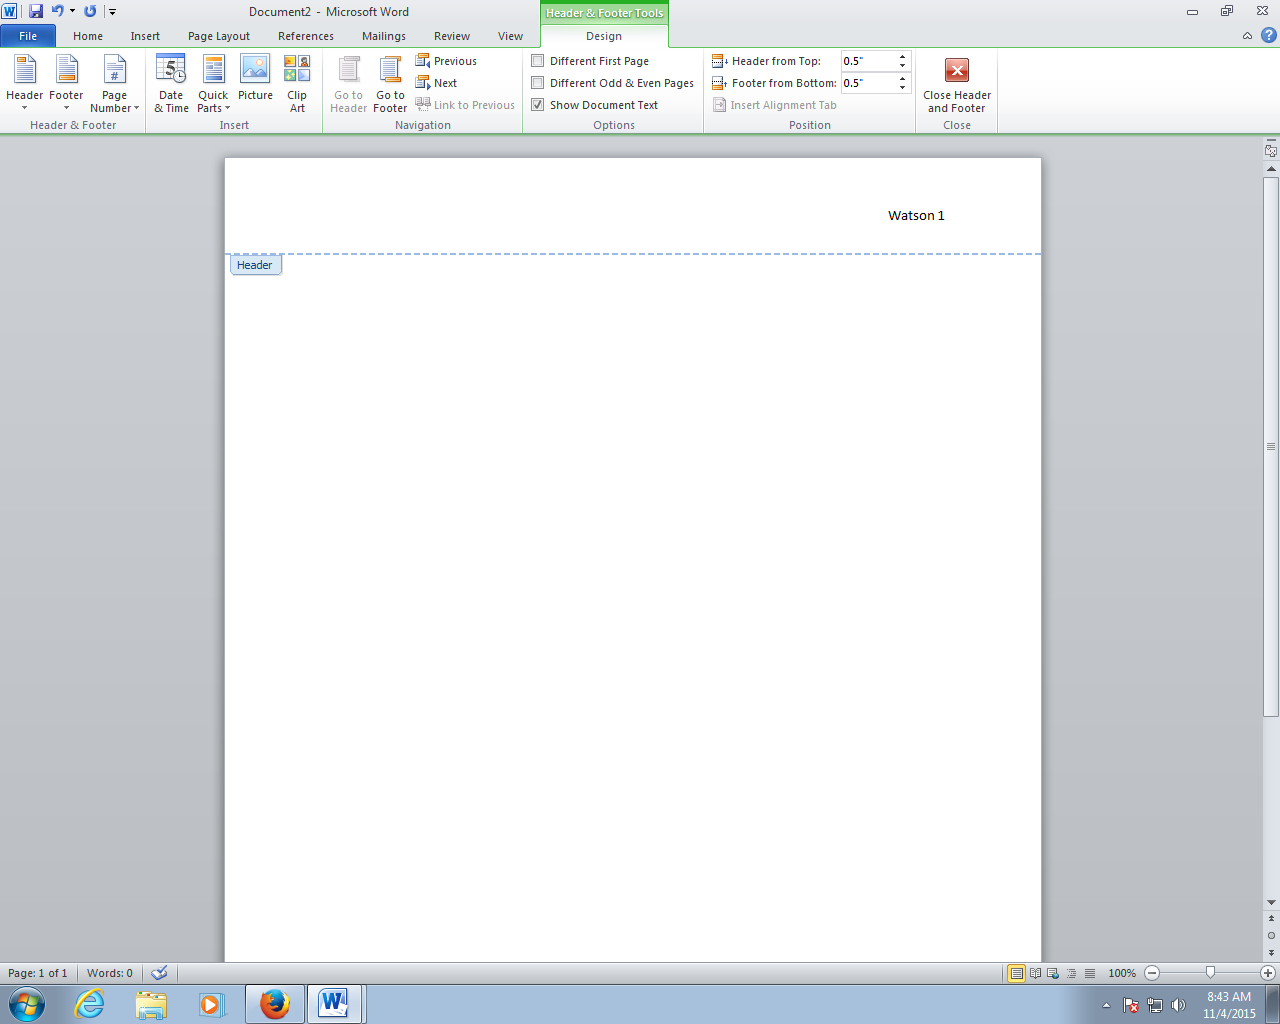 Document2 - Microsoft Word
Header & Footer Tools
File Home Insert Page Layout References Mailings Review View Design
Header Footer Page Number
Header & Footer
Date & Time Quick Parts Picture Clip Art
Insert
Go to Header Go to Footer
Previous
Next
Link to Previous
Navigation
Different First Page
Different Odd & Even Pages
Show Document Text
Options
Header from Top: 0.5"
Footer from Bottom: 0.5"
Insert Alignment Tab
Position
Close Header and Footer
Close
Watson 1
Header
Page: 1 of 1 Words: 0 100%
8:43 AM
11/4/2015